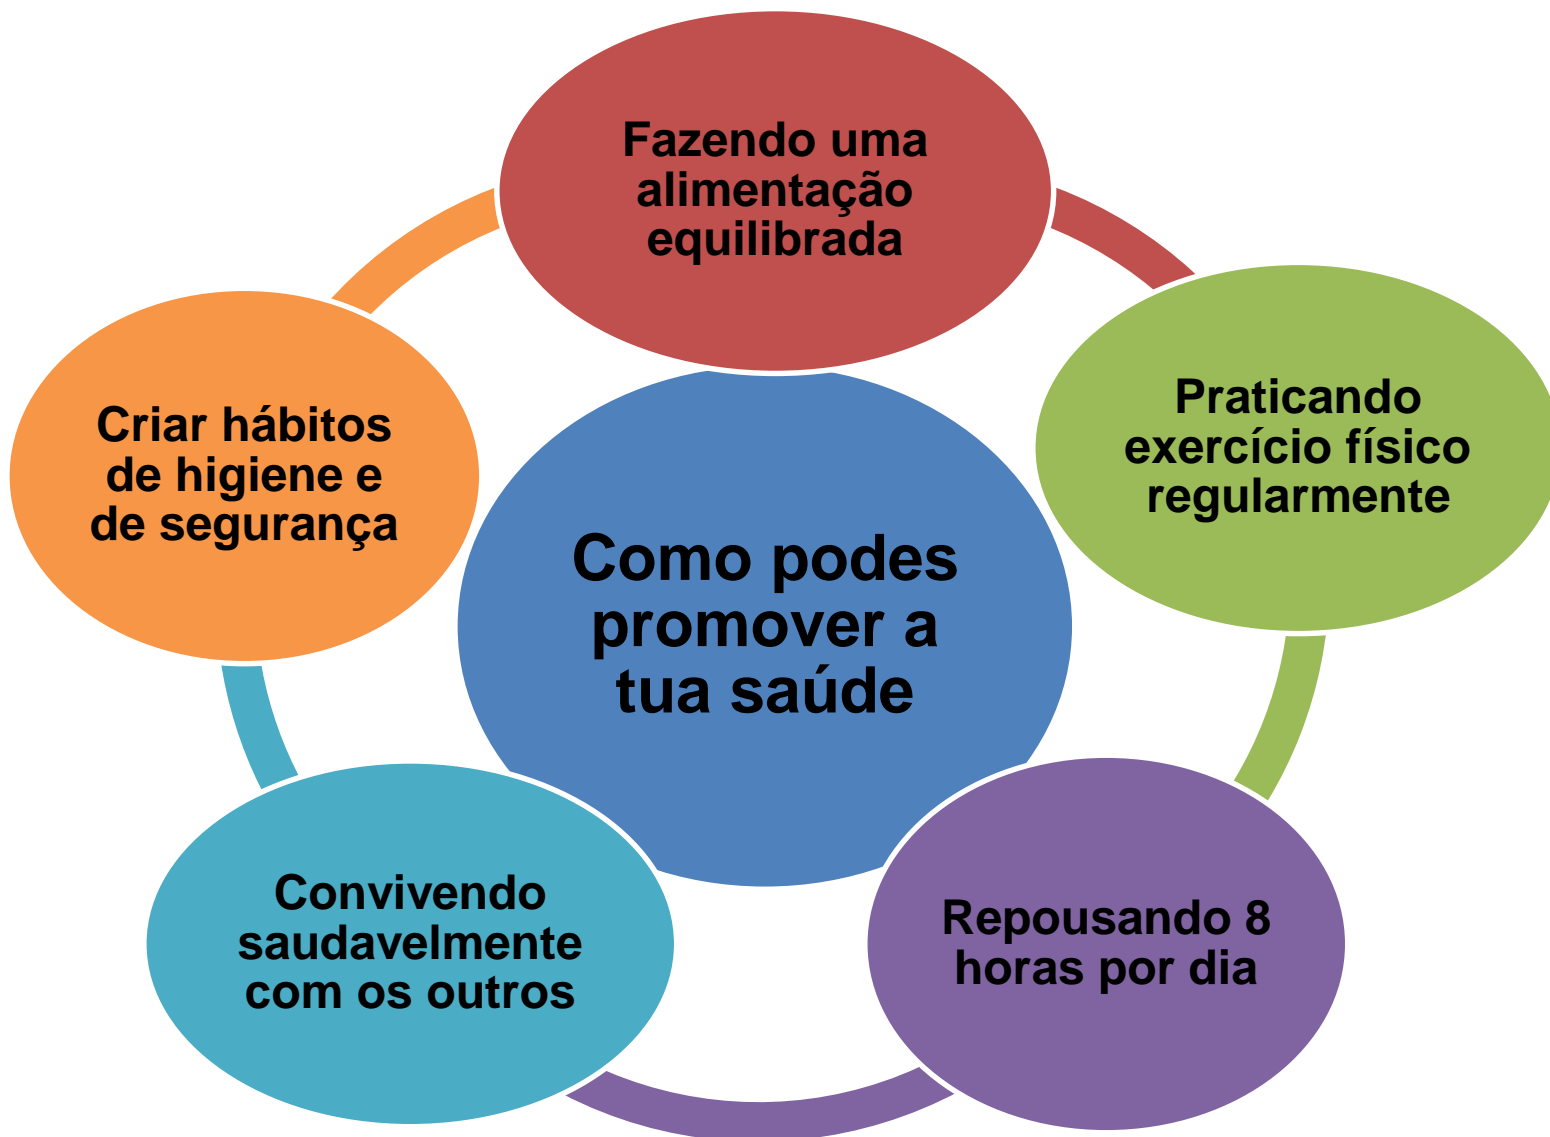 Fazendo uma
alimentação
equilibrada
Praticando
exercício físico
regularmente
Criar hábitos
de higiene e
de segurança
Como podes
promover a
tua saúde
Convivendo
saudavelmente
com os outros
Repousando 8
horas por dia